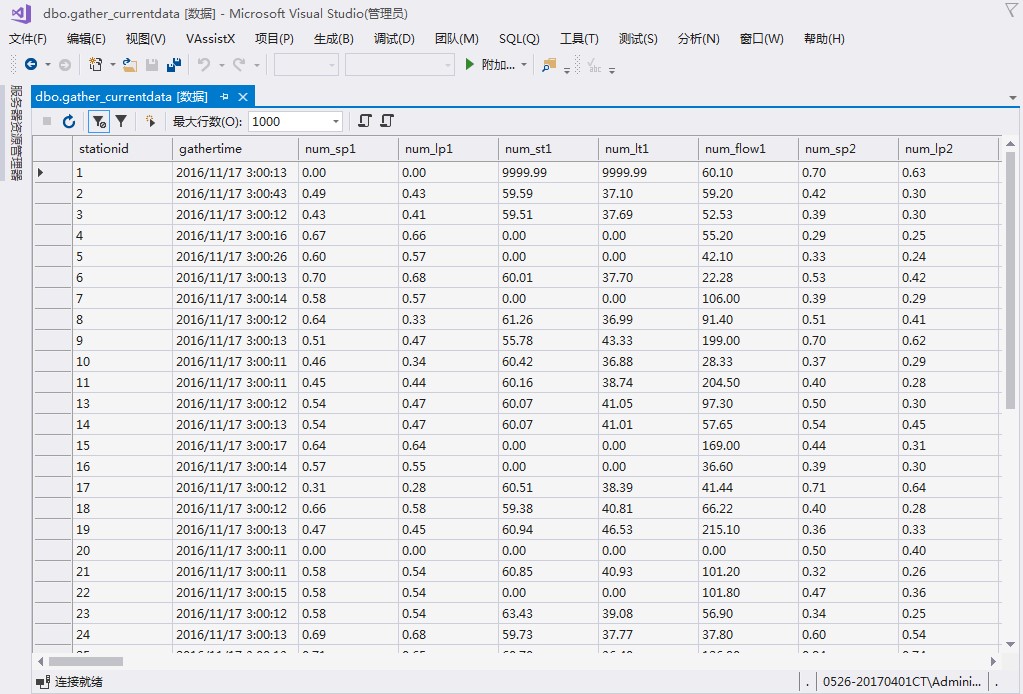 dbo.gather_currentdata [数据] - Microsoft Visual Studio(管理员)
文件(F) 编辑(E) 视图(V) VAssistX 项目(P) 生成(B) 调试(D) 团队(M) SQL(Q) 工具(T) 测试(S) 分析(N) 窗口(W) 帮助(H)
附加...
服务器资源管理器
dbo.gather_currentdata [数据]
最大行数(O): 1000
stationid gathertime num_sp1 num_lp1 num_st1 num_lt1 num_flow1 num_sp2 num_lp2
1 2016/11/17 3:00:13 0.00 0.00 9999.99 9999.99 60.10 0.70 0.63
2 2016/11/17 3:00:43 0.49 0.43 59.59 37.10 59.20 0.42 0.30
3 2016/11/17 3:00:12 0.43 0.41 59.51 37.69 52.53 0.39 0.30
4 2016/11/17 3:00:16 0.67 0.66 0.00 0.00 55.20 0.29 0.25
5 2016/11/17 3:00:26 0.60 0.57 0.00 0.00 42.10 0.33 0.24
6 2016/11/17 3:00:13 0.70 0.68 60.01 37.70 22.28 0.53 0.42
7 2016/11/17 3:00:14 0.58 0.57 0.00 0.00 106.00 0.39 0.29
8 2016/11/17 3:00:12 0.64 0.33 61.26 36.99 91.40 0.51 0.41
9 2016/11/17 3:00:13 0.51 0.47 55.78 43.33 199.00 0.70 0.62
10 2016/11/17 3:00:11 0.46 0.34 60.42 36.88 28.33 0.37 0.29
11 2016/11/17 3:00:11 0.45 0.44 60.16 38.74 204.50 0.40 0.28
13 2016/11/17 3:00:12 0.54 0.47 60.07 41.05 97.30 0.50 0.30
14 2016/11/17 3:00:13 0.54 0.47 60.07 41.01 57.65 0.54 0.45
15 2016/11/17 3:00:17 0.64 0.64 0.00 0.00 169.00 0.44 0.31
16 2016/11/17 3:00:14 0.57 0.55 0.00 0.00 36.60 0.39 0.30
17 2016/11/17 3:00:12 0.31 0.28 60.51 38.39 41.44 0.71 0.64
18 2016/11/17 3:00:12 0.66 0.58 59.38 40.81 66.22 0.40 0.28
19 2016/11/17 3:00:13 0.47 0.45 60.94 46.53 215.10 0.36 0.33
20 2016/11/17 3:00:11 0.00 0.00 0.00 0.00 0.00 0.50 0.40
21 2016/11/17 3:00:11 0.58 0.54 60.85 40.93 101.20 0.32 0.26
22 2016/11/17 3:00:15 0.58 0.54 0.00 0.00 101.80 0.47 0.36
23 2016/11/17 3:00:12 0.58 0.54 63.43 39.08 56.90 0.34 0.25
24 2016/11/17 3:00:13 0.69 0.68 59.73 37.77 37.80 0.60 0.54
连接就绪 . 0526-20170401CT\Admini... .